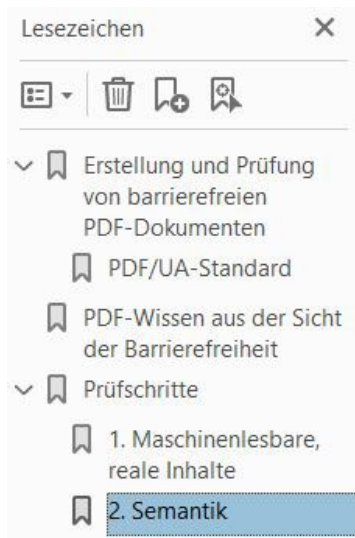 Lesezeichen
Erstellung und Prüfung
von barrierefreien
PDF-Dokumenten
PDF/UA-Standard
PDF-Wissen aus der Sicht
der Barrierefreiheit
Prüfschritte
1. Maschinenlesbare,
reale Inhalte
2. Semantik